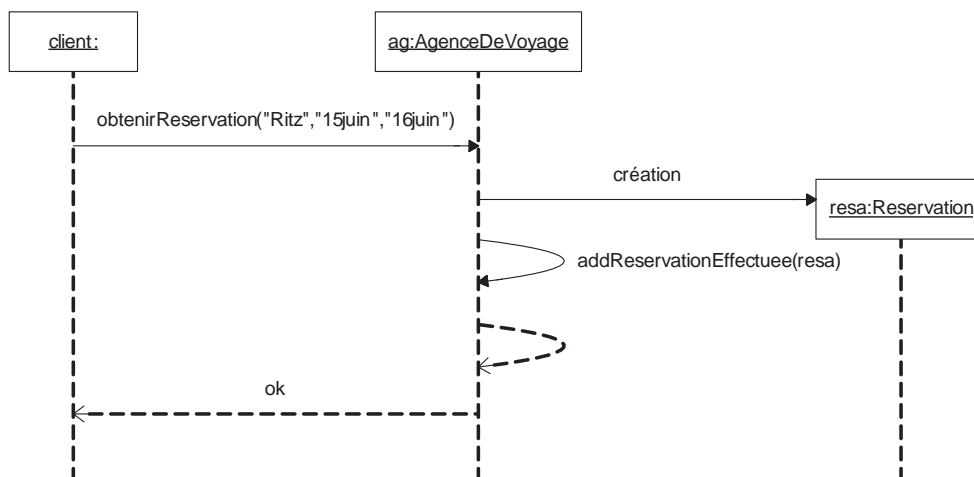 client:
ag:AgenceDeVoyage
obtenirReservation("Ritz","15juin","16juin")
création
resa:Reservation
addReservationEffectuee(resa)
ok